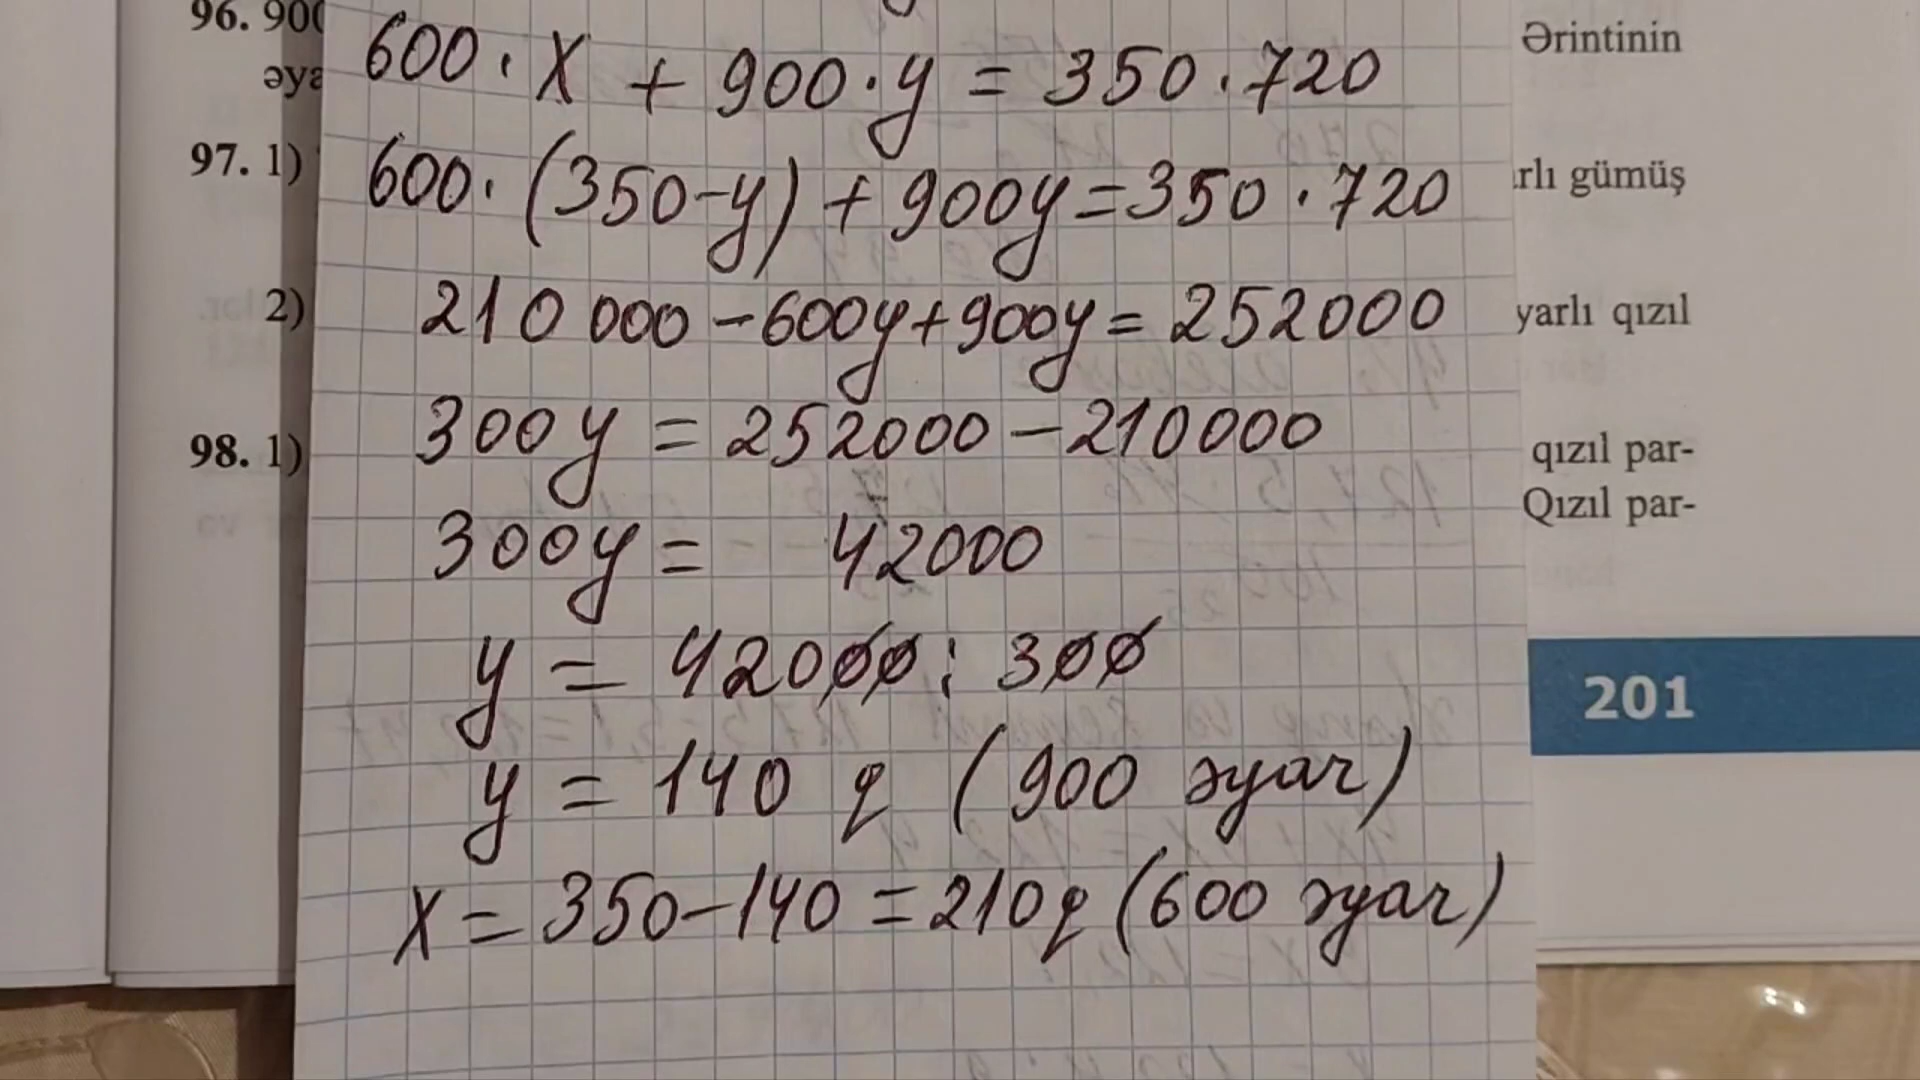 96. 900
əya
97. 1)
2)
98. 1)
600 · x + 900 · y = 350 · 720
600 · (350 - y) + 900y = 350 · 720
210 000 - 600y + 900y = 252000
300y = 252000 - 210000
300y = 42000
y = 42000 : 300
y = 140 q (900 əyar)
x = 350 - 140 = 210q (600 əyar)
Ərintinin
rlı gümüş
yarlı qızıl
qızıl par-
Qızıl par-
201